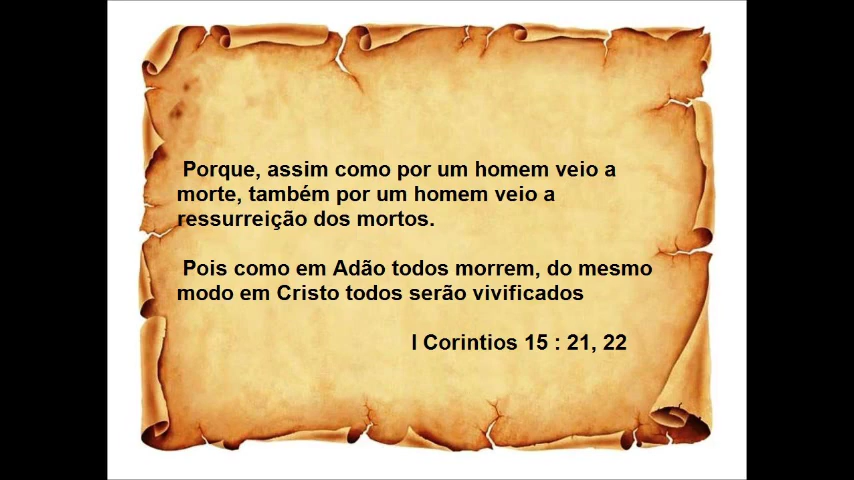 Porque, assim como por um homem veio a
morte, também por um homem veio a
ressurreição dos mortos.
Pois como em Adão todos morrem, do mesmo
modo em Cristo todos serão vivificados
I Corintios 15 : 21, 22